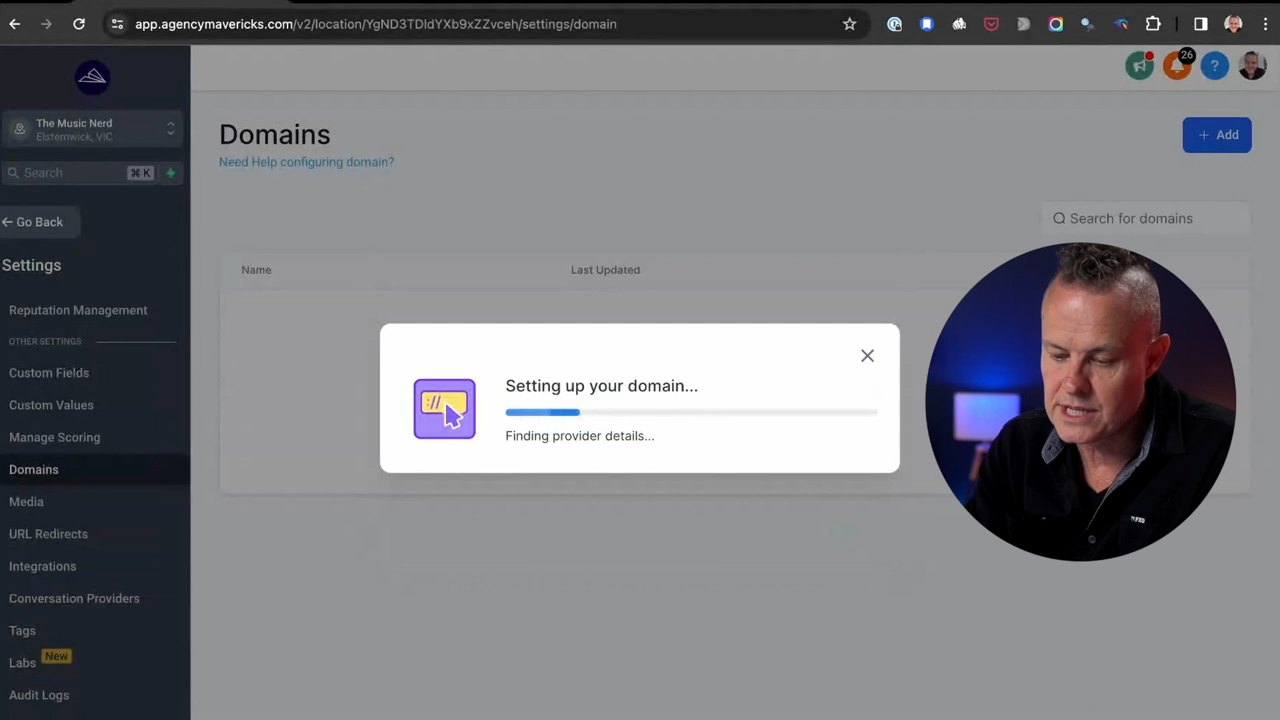 app.agencymavericks.com/v2/location/YgND3TDldYXb9xZZvceh/settings/domain
26
The Music Nerd
Elsternwick, VIC
Search
⌘ K
Go Back
Settings
Reputation Management
OTHER SETTINGS
Custom Fields
Custom Values
Manage Scoring
Domains
Media
URL Redirects
Integrations
Conversation Providers
Tags
Labs New
Audit Logs
Domains
Need Help configuring domain?
+ Add
Search for domains
Name Last Updated
://
Setting up your domain...
Finding provider details...